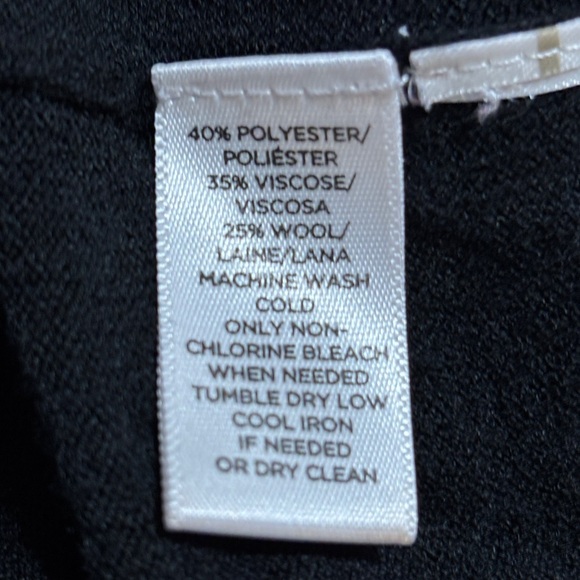 40% POLYESTER/
POLIÉSTER
35% VISCOSE/
VISCOSA
25% WOOL/
LAINE/LANA
MACHINE WASH
COLD
ONLY NON-
CHLORINE BLEACH
WHEN NEEDED
TUMBLE DRY LOW
COOL IRON
IF NEEDED
OR DRY CLEAN